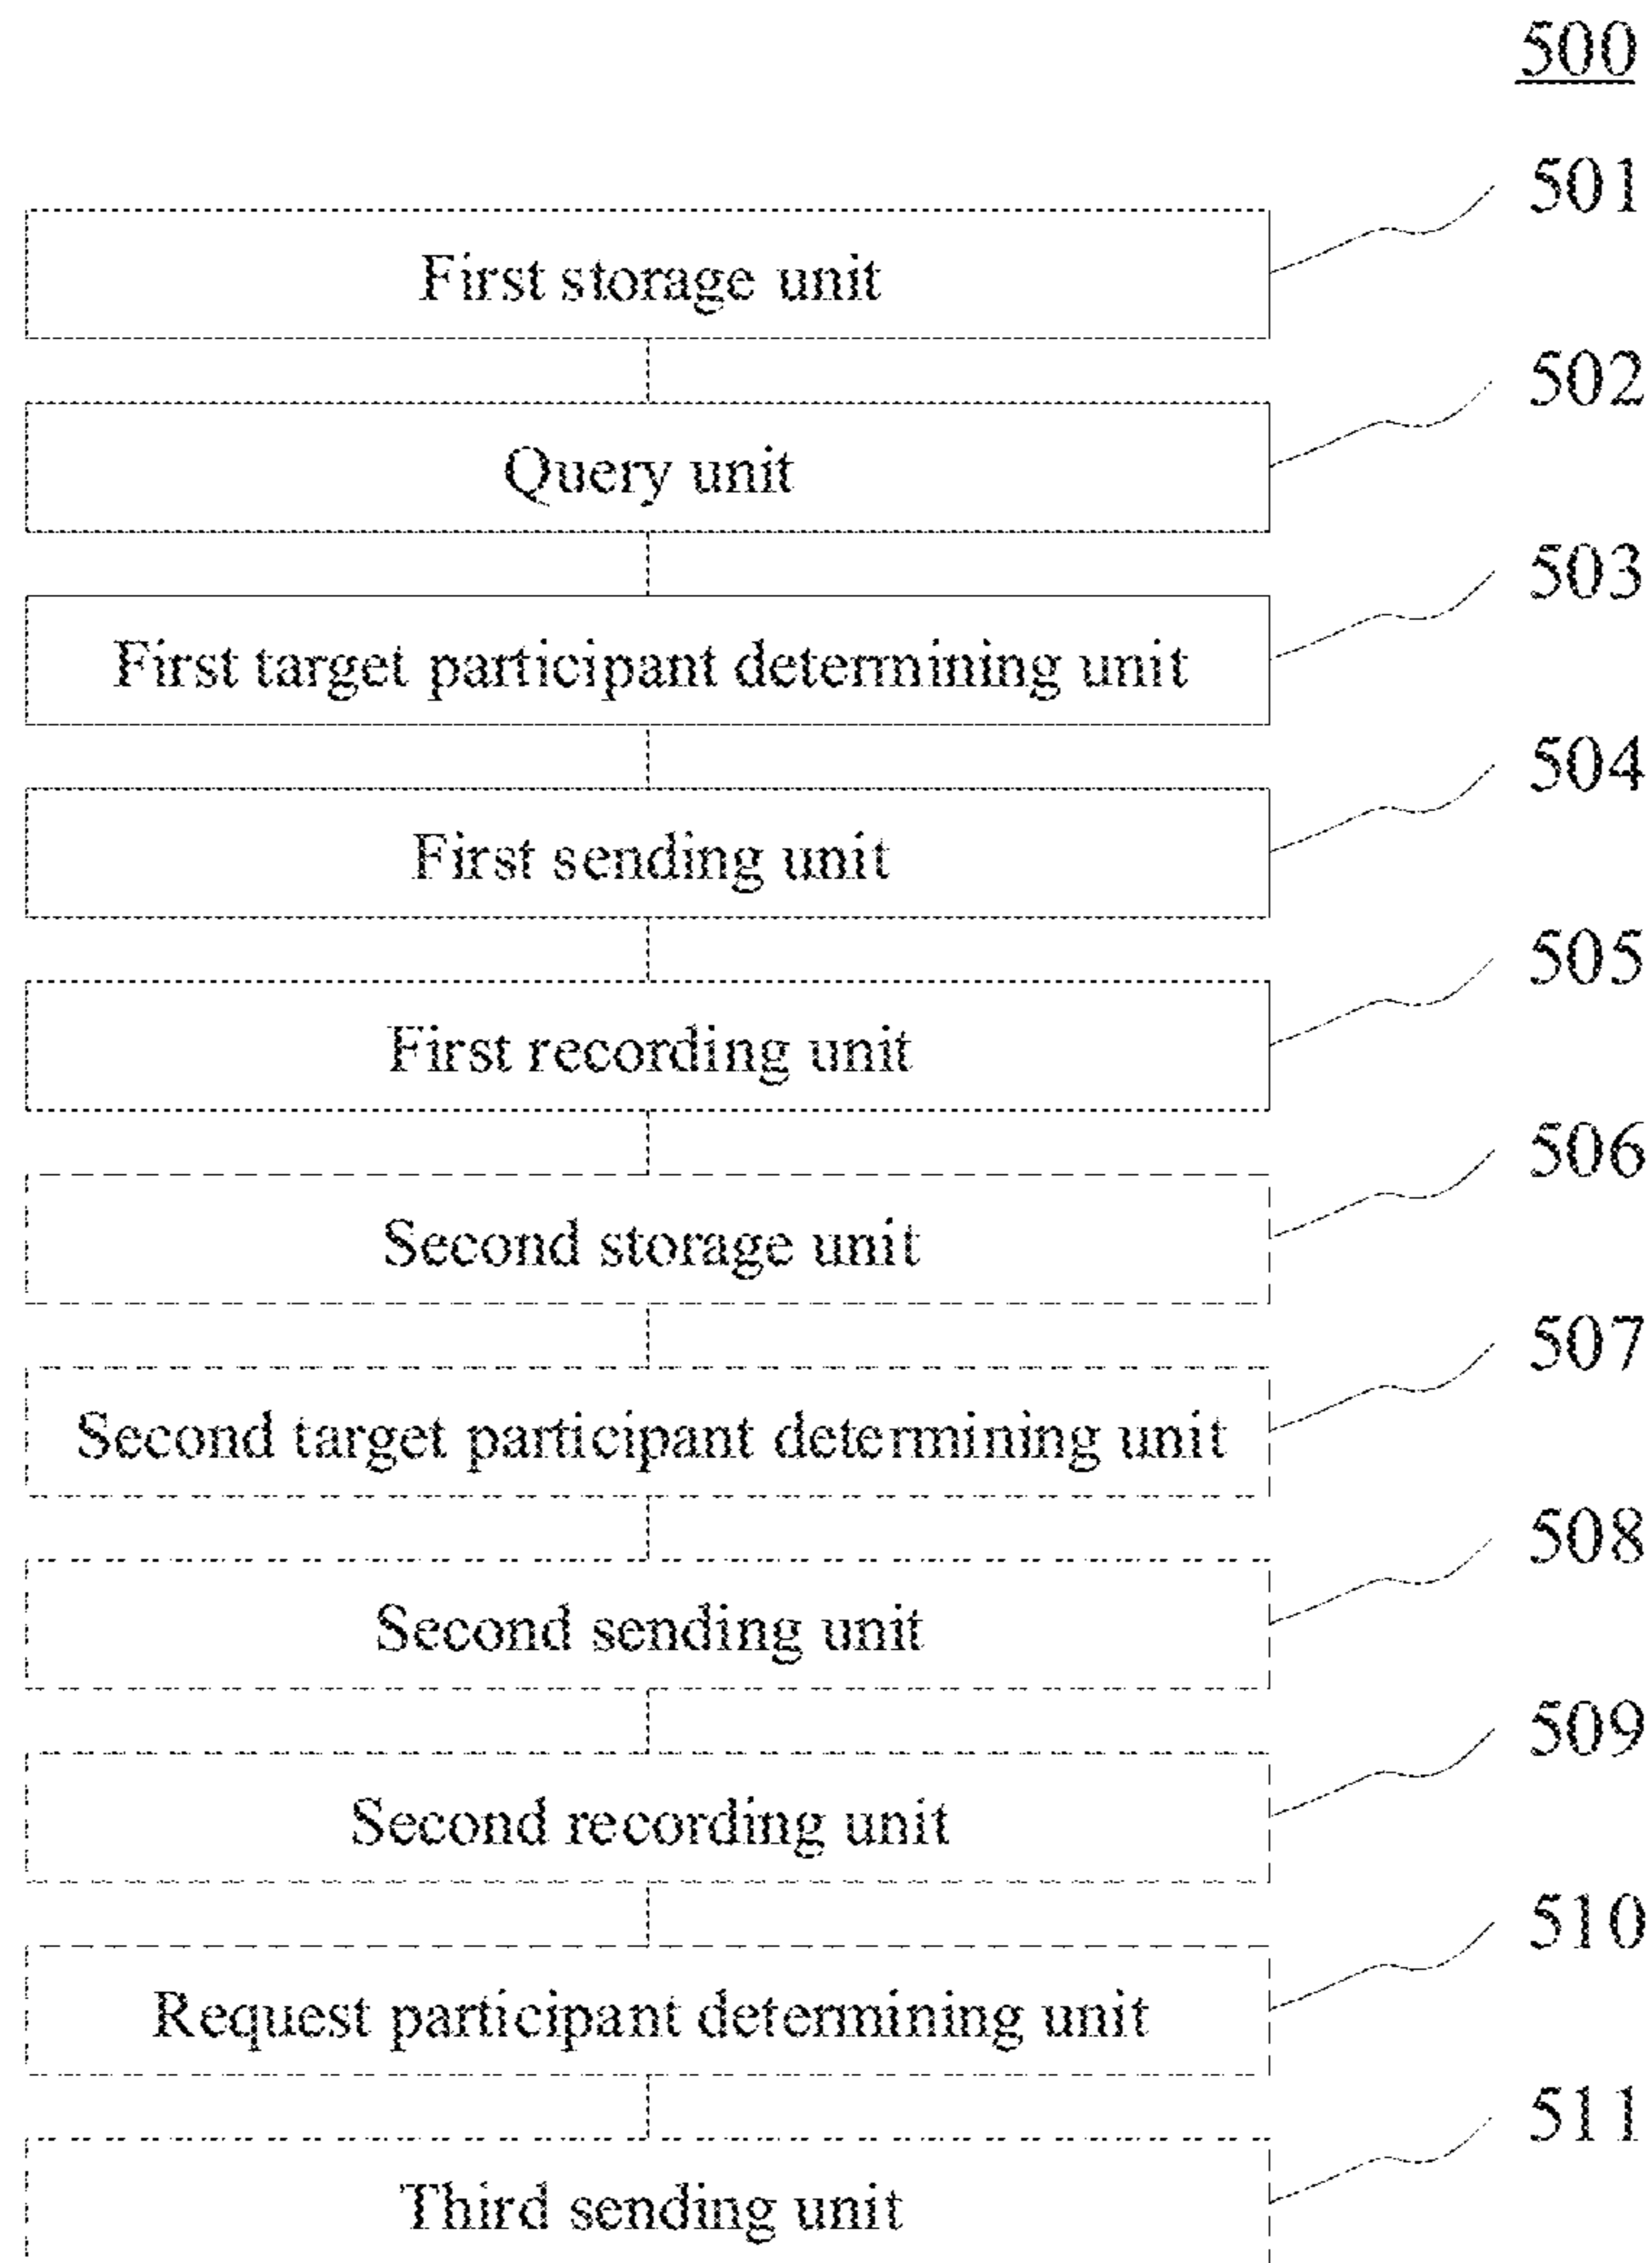 500
501
First storage unit
502
Query unit
503
First target participant determining unit
504
First sending unit
505
First recording unit
506
Second storage unit
507
Second target participant determining unit
508
Second sending unit
509
Second recording unit
510
Request participant determining unit
511
Third sending unit